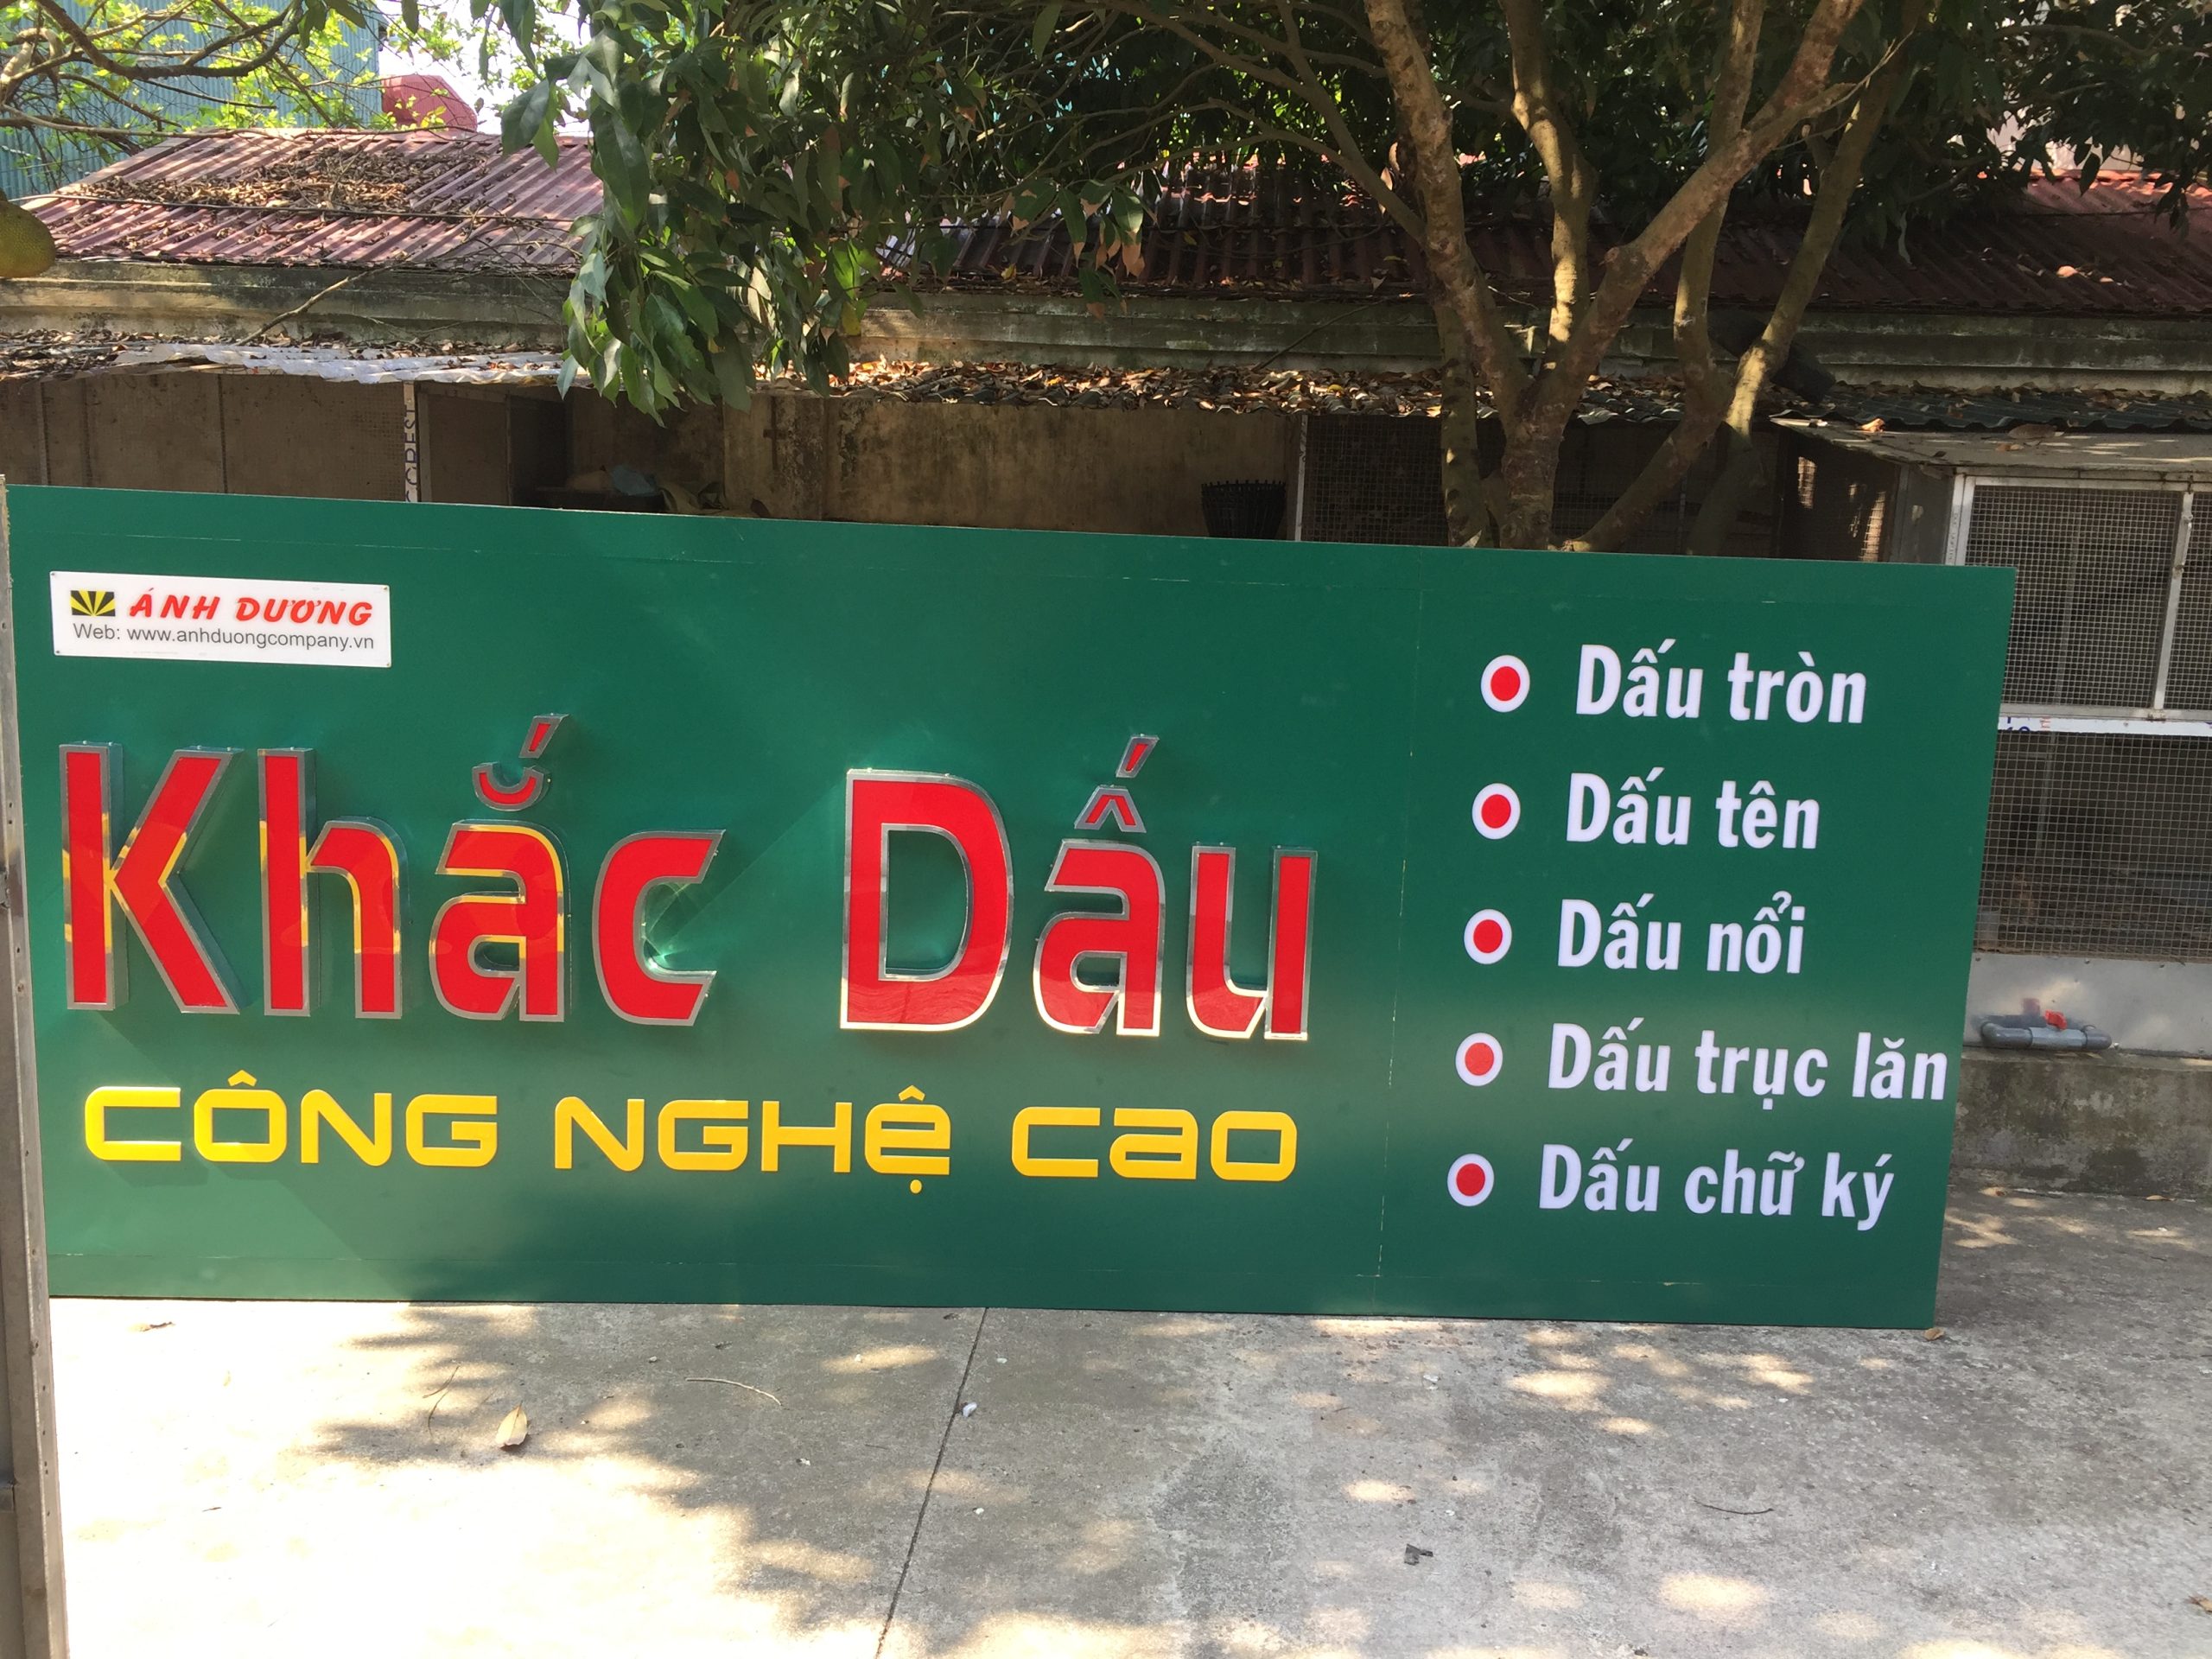 ÁNH DƯƠNG
Web: www.anhduongcompany.vn
Khắc Dấu
CÔNG NGHỆ CAO
Dấu tròn
Dấu tên
Dấu nổi
Dấu trục lăn
Dấu chữ ký